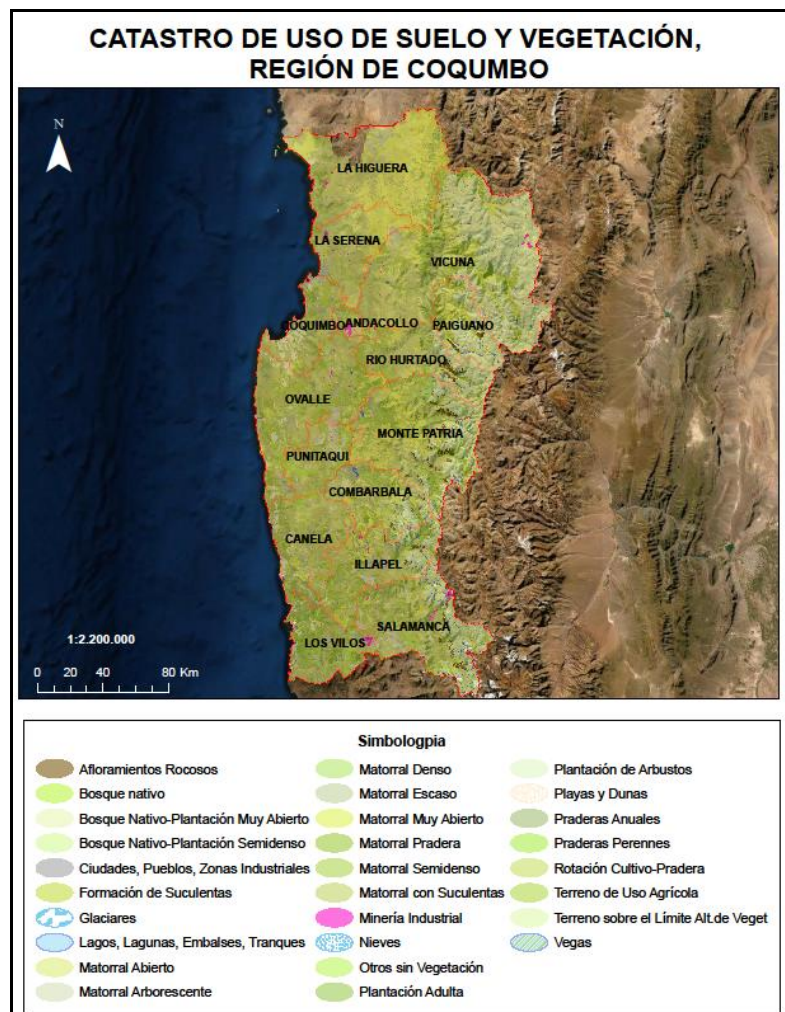 CATASTRO DE USO DE SUELO Y VEGETACIÓN,
REGIÓN DE COQUMBO
N
LA HIGUERA
LA SERENA
VICUNA
COQUIMBO
ANDACOLLO
PAIGUANO
RIO HURTADO
OVALLE
MONTE PATRIA
PUNITAQUI
COMBARBALA
CANELA
ILLAPEL
SALAMANCA
LOS VILOS
1:2.200.000
0 20 40 80 Km
Simbologpia
Afloramientos Rocosos
Bosque nativo
Bosque Nativo-Plantación Muy Abierto
Bosque Nativo-Plantación Semidenso
Ciudades, Pueblos, Zonas Industriales
Formación de Suculentas
Glaciares
Lagos, Lagunas, Embalses, Tranques
Matorral Abierto
Matorral Arborescente
Matorral Denso
Matorral Escaso
Matorral Muy Abierto
Matorral Pradera
Matorral Semidenso
Matorral con Suculentas
Minería Industrial
Nieves
Otros sin Vegetación
Plantación Adulta
Plantación de Arbustos
Playas y Dunas
Praderas Anuales
Praderas Perennes
Rotación Cultivo-Pradera
Terreno de Uso Agrícola
Terreno sobre el Límite Alt.de Veget
Vegas